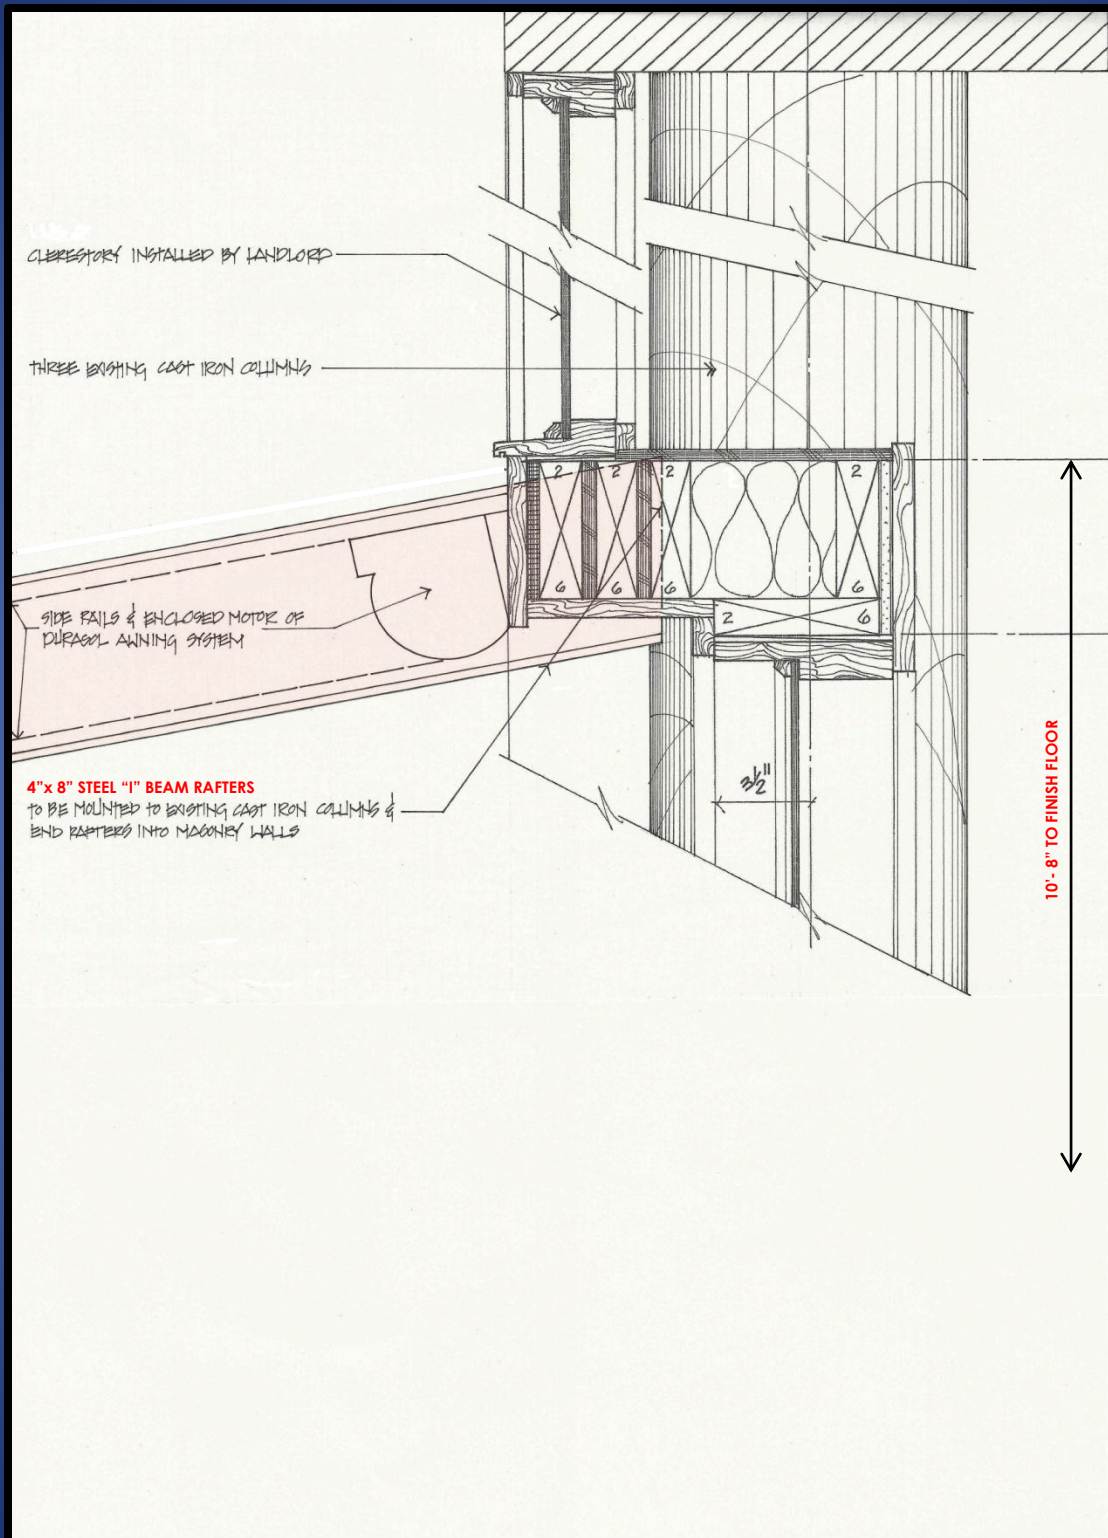 CLERESTORY INSTALLED BY LANDLORD
THREE EXISTING CAST IRON COLUMNS
2 2 2 2
6 6 6 6
2 6
SIDE RAILS & ENCLOSED MOTOR OF
DURASOL AWNING SYSTEM
3½"
4”x 8” STEEL “I” BEAM RAFTERS
TO BE MOUNTED TO EXISTING CAST IRON COLUMNS &
END RAFTERS INTO MASONRY WALLS
10'- 8” TO FINISH FLOOR